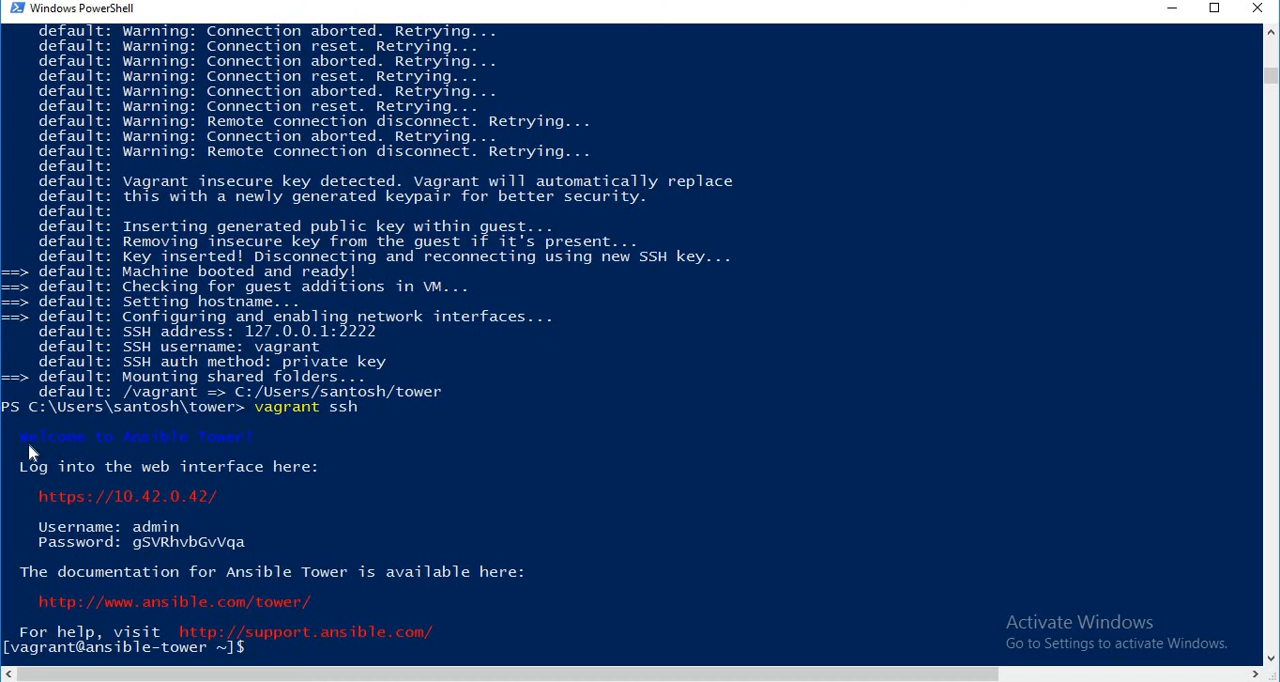 Windows PowerShell
default: Warning: Connection aborted. Retrying...
default: Warning: Connection reset. Retrying...
default: Warning: Connection aborted. Retrying...
default: Warning: Connection reset. Retrying...
default: Warning: Connection aborted. Retrying...
default: Warning: Connection reset. Retrying...
default: Warning: Remote connection disconnect. Retrying...
default: Warning: Connection aborted. Retrying...
default: Warning: Remote connection disconnect. Retrying...
default:
default: Vagrant insecure key detected. Vagrant will automatically replace
default: this with a newly generated keypair for better security.
default:
default: Inserting generated public key within guest...
default: Removing insecure key from the guest if it's present...
default: Key inserted! Disconnecting and reconnecting using new SSH key...
==> default: Machine booted and ready!
==> default: Checking for guest additions in VM...
==> default: Setting hostname...
==> default: Configuring and enabling network interfaces...
default: SSH address: 127.0.0.1:2222
default: SSH username: vagrant
default: SSH auth method: private key
==> default: Mounting shared folders...
default: /vagrant => C:/Users/santosh/tower
PS C:\Users\santosh\tower> vagrant ssh
Welcome to Ansible Tower!
Log into the web interface here:
https://10.42.0.42/
Username: admin
Password: gSVRhvbGvVqa
The documentation for Ansible Tower is available here:
http://www.ansible.com/tower/
For help, visit http://support.ansible.com/
[vagrant@ansible-tower ~]$
Activate Windows
Go to Settings to activate Windows.